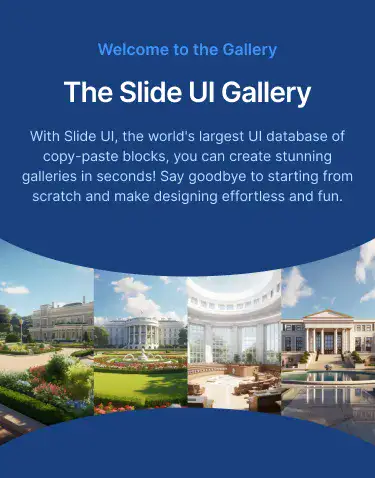 Welcome to the Gallery
The Slide UI Gallery
With Slide UI, the world's largest UI database of
copy-paste blocks, you can create stunning
galleries in seconds! Say goodbye to starting from
scratch and make designing effortless and fun.